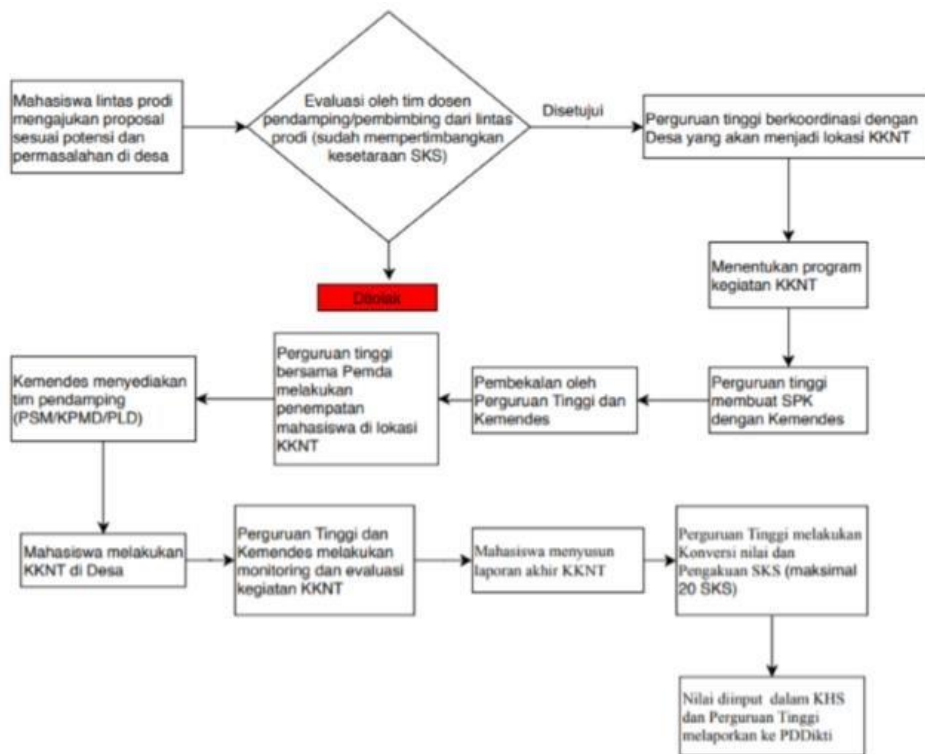 Mahasiswa lintas prodi
mengajukan proposal
sesuai potensi dan
permasalahan di desa
Evaluasi oleh tim dosen
pendamping/pembimbing dari lintas
prodi (sudah mempertimbangkan
kesetaraan SKS)
Disetujui
Perguruan tinggi berkoordinasi dengan
Desa yang akan menjadi lokasi KKNT
Ditolak
Menentukan program
kegiatan KKNT
Perguruan tinggi
membuat SPK
dengan Kemendes
Pembekalan oleh
Perguruan Tinggi dan
Kemendes
Perguruan tinggi
bersama Pemda
melakukan
penempatan
mahasiswa di lokasi
KKNT
Kemendes menyediakan
tim pendamping
(PSM/KPMD/PLD)
Mahasiswa melakukan
KKNT di Desa
Perguruan Tinggi dan
Kemendes melakukan
monitoring dan evaluasi
kegiatan KKNT
Mahasiswa menyusun
laporan akhir KKNT
Perguruan Tinggi melakukan
Konversi nilai dan
Pengakuan SKS (maksimal
20 SKS)
Nilai diinput dalam KHS
dan Perguruan Tinggi
melaporkan ke PDDikti